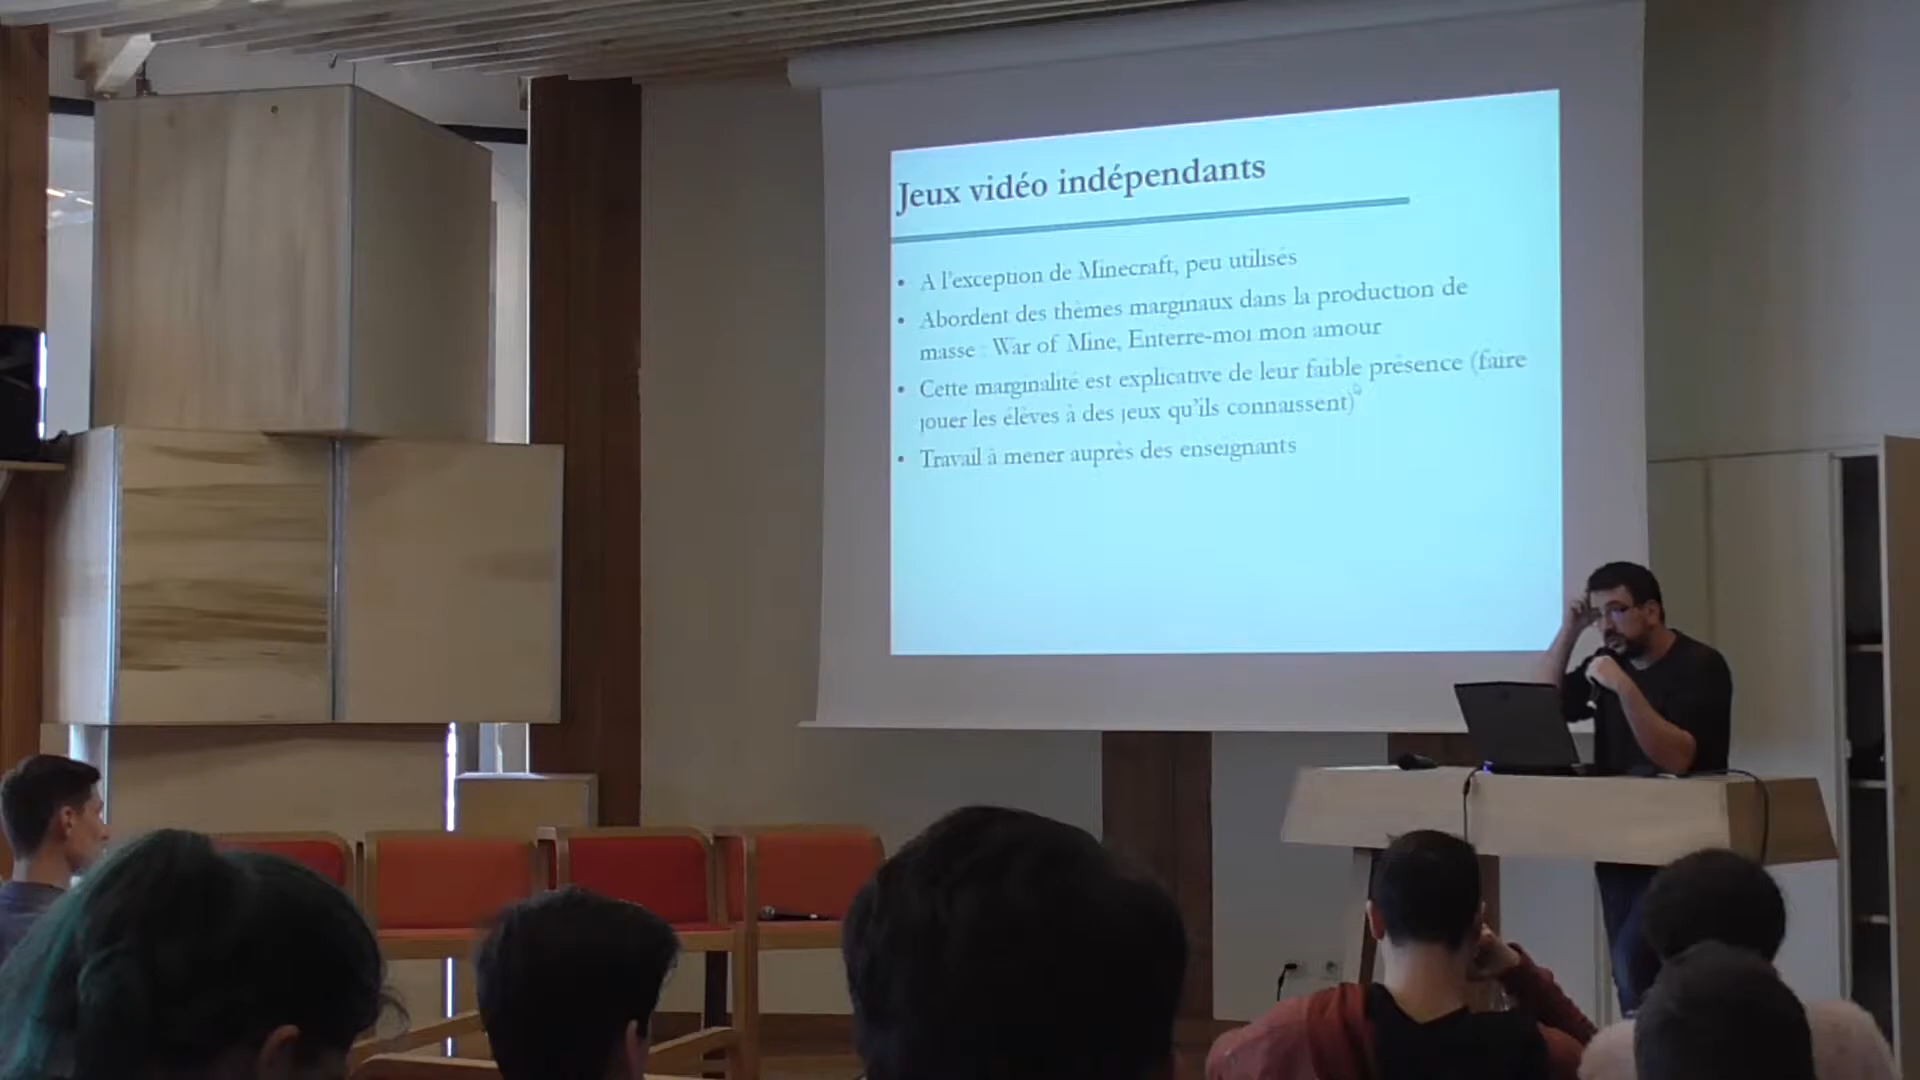 Jeux vidéo indépendants
• A l'exception de Minecraft, peu utilisés
• Abordent des thèmes marginaux dans la production de
masse : War of Mine, Enterre-moi mon amour
• Cette marginalité est explicative de leur faible présence (faire
jouer les élèves à des jeux qu'ils connaissent)
• Travail à mener auprès des enseignants